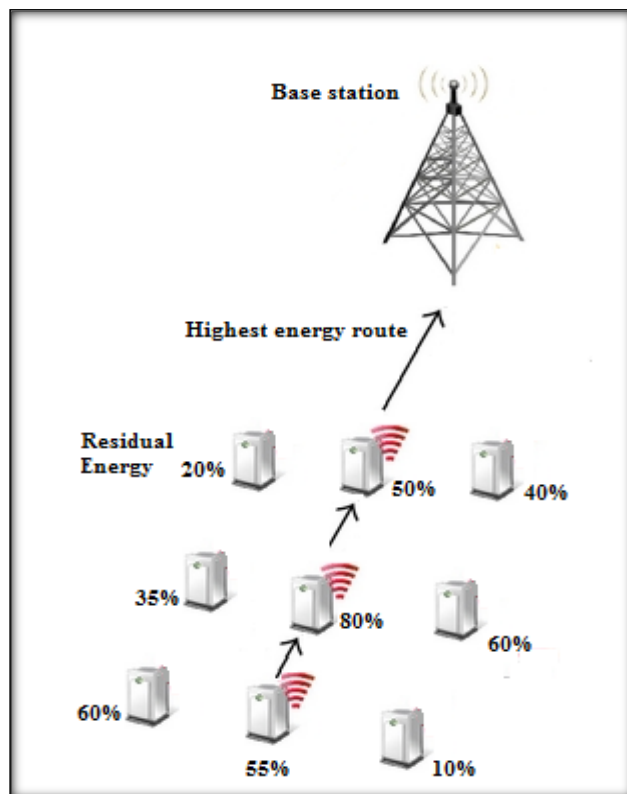 Base station
Highest energy route
Residual
Energy
20%
50%
40%
35%
80%
60%
60%
55%
10%